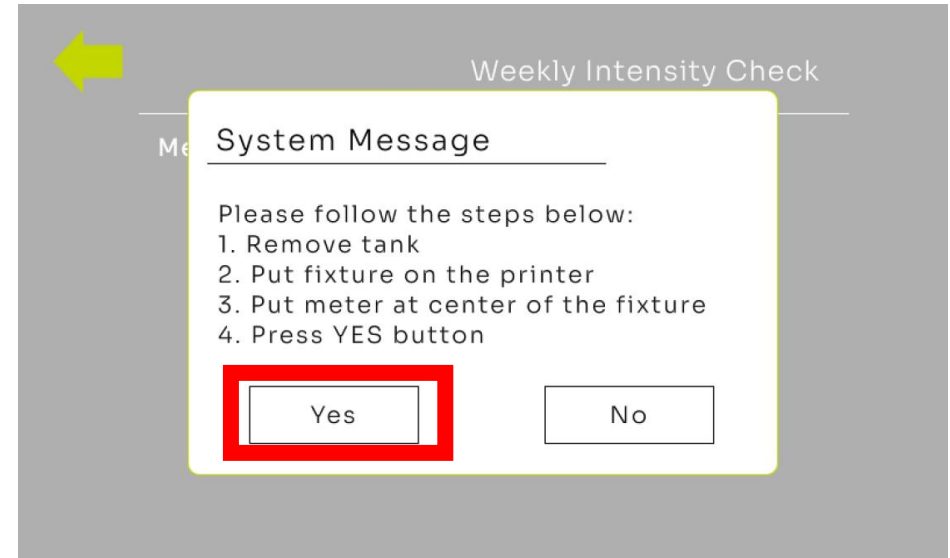 Weekly Intensity Check
System Message
Me
Please follow the steps below:
1. Remove tank
2. Put fixture on the printer
3. Put meter at center of the fixture
4. Press YES button
Yes
No